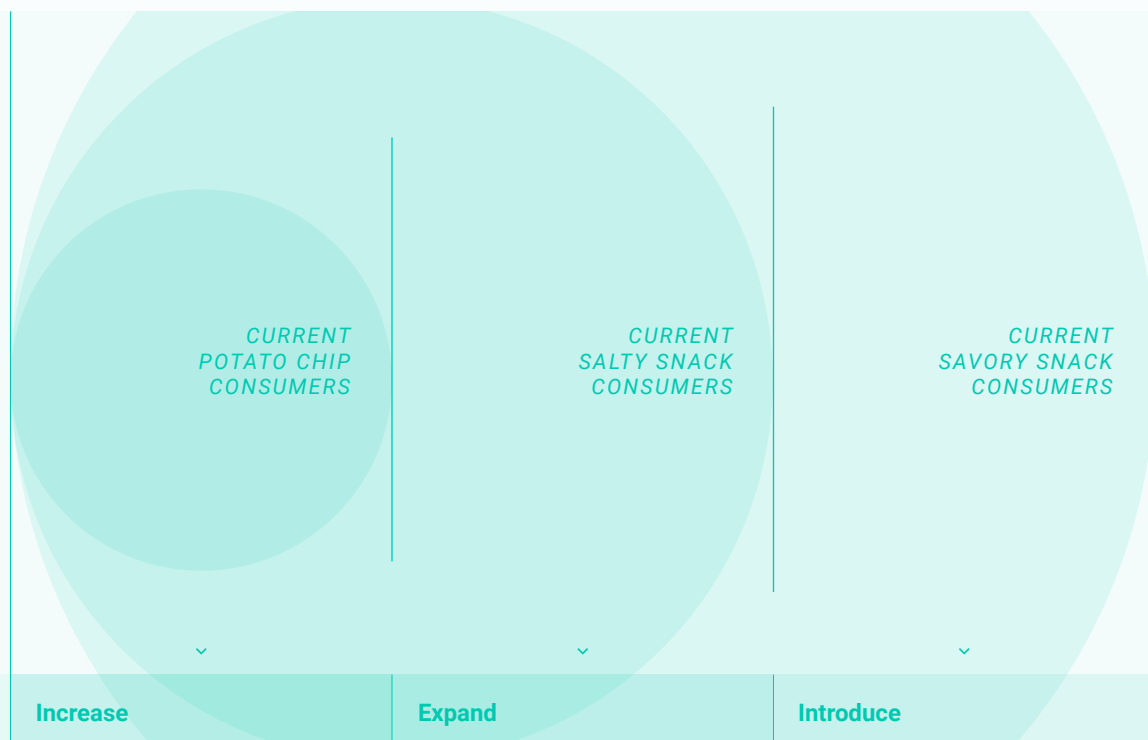 CURRENT
POTATO CHIP
CONSUMERS
CURRENT
SALTY SNACK
CONSUMERS
CURRENT
SAVORY SNACK
CONSUMERS
Increase
Expand
Introduce